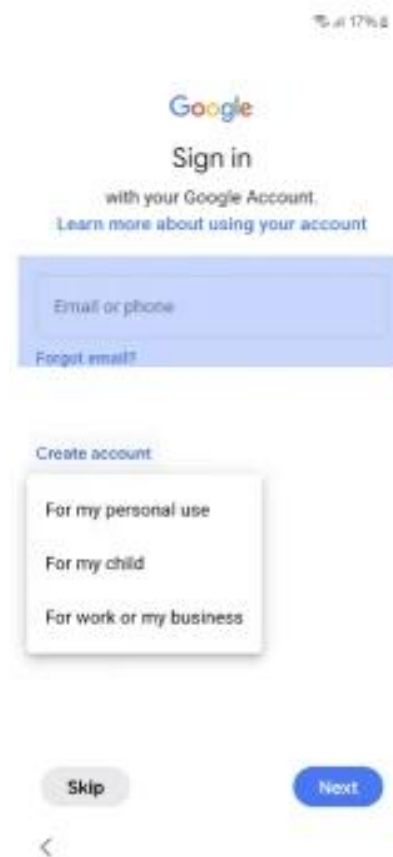 17%
Google
Sign in
with your Google Account.
Learn more about using your account
Email or phone
Forgot email?
Create account
For my personal use
For my child
For work or my business
Skip
Next